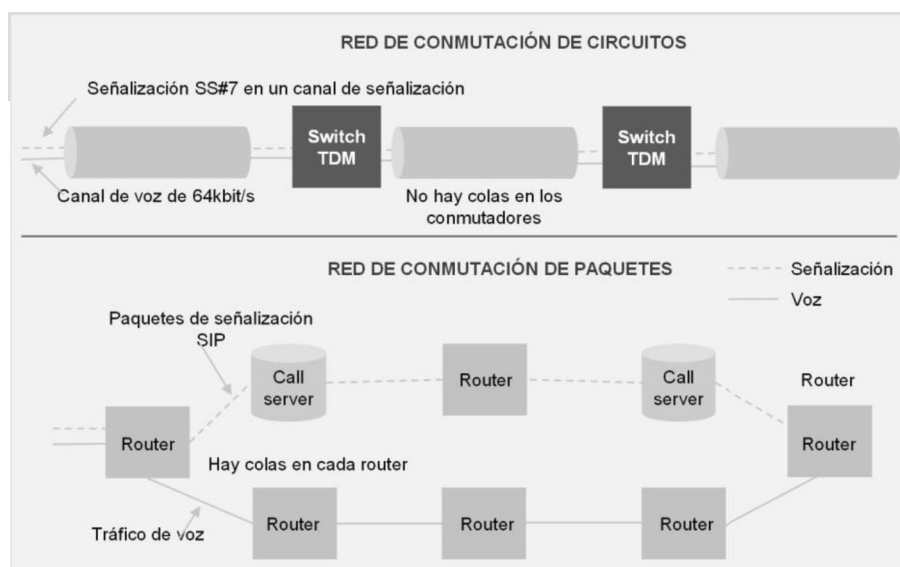 RED DE CONMUTACIÓN DE CIRCUITOS
Señalización SS#7 en un canal de señalización
Switch
TDM
Switch
TDM
Canal de voz de 64kbit/s
No hay colas en los
conmutadores
RED DE CONMUTACIÓN DE PAQUETES
Señalización
Voz
Paquetes de señalización
SIP
Call
server
Router
Call
server
Router
Router
Router
Hay colas en cada router
Tráfico de voz
Router
Router
Router